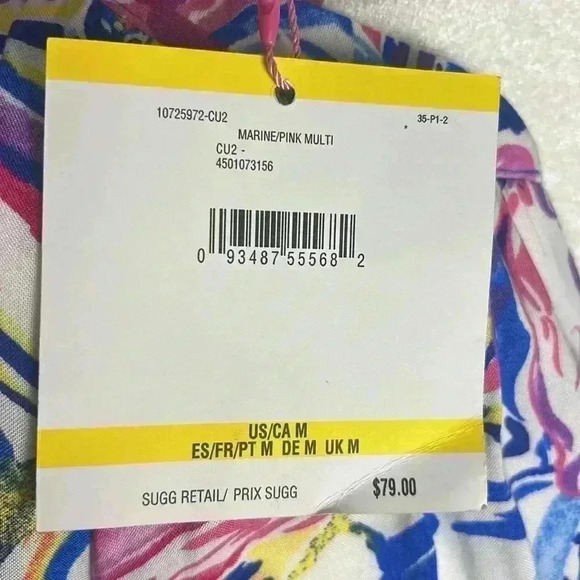 10725972-CU2 35-P1-2
MARINE/PINK MULTI
CU2 -
4501073156
0 93487 55568 2
US/CA M
ES/FR/PT M DE M UK M
SUGG RETAIL/ PRIX SUGG $79.00